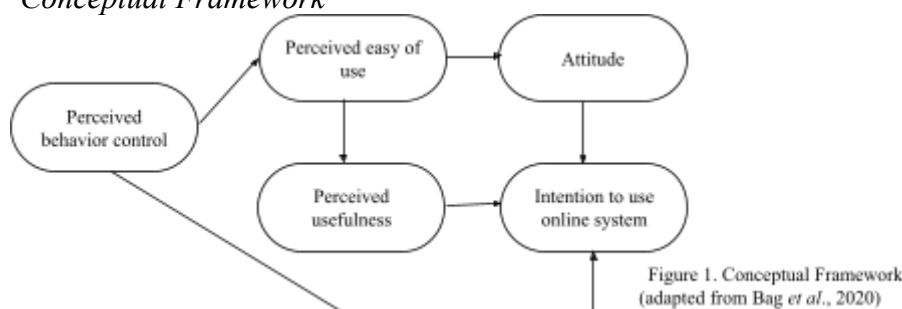 Conceptual Framework
Perceived easy of
use
Attitude
Perceived
behavior control
Perceived
usefulness
Intention to use
online system
Figure 1. Conceptual Framework
(adapted from Bag et al., 2020)